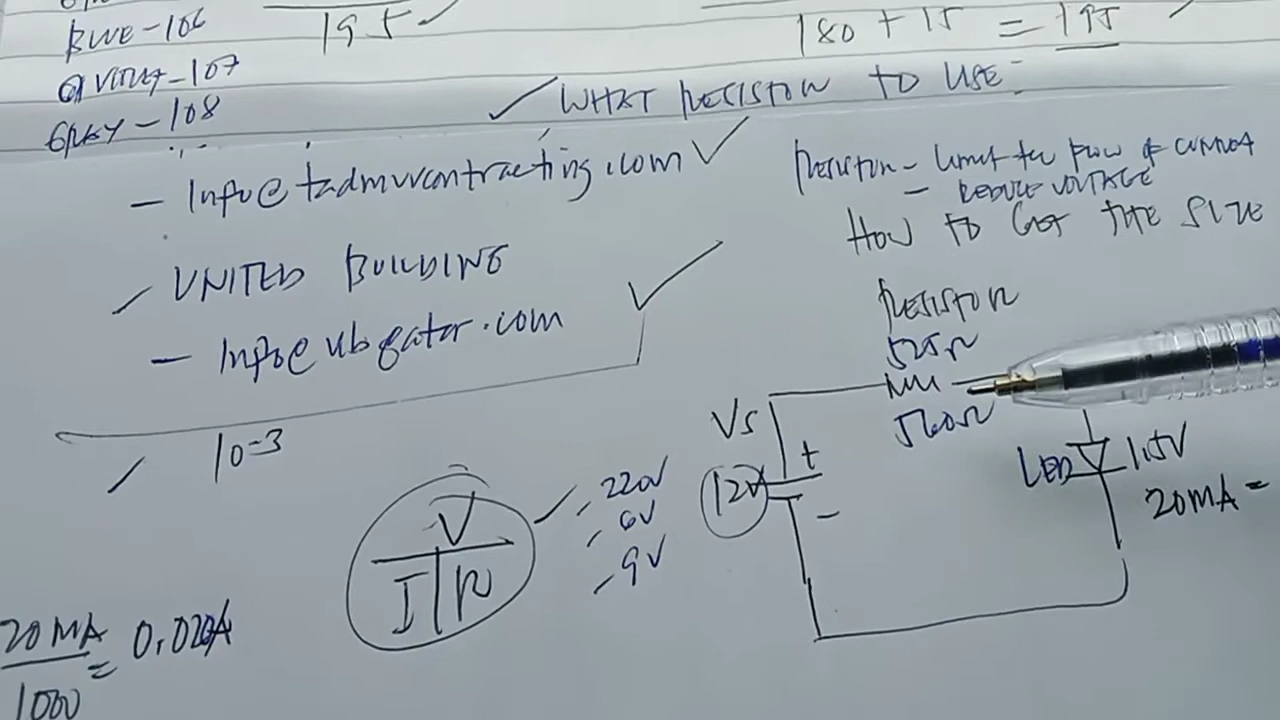 BLUE-106
195
180 + 15 = 195
VIOLET-107
GREY-108
WHAT RESISTOR TO USE:
- Info@tadmurcontracting.com
RESISTOR - Limit the flow of CURRENT
- REDUCE VOLTAGE
HOW TO GET THE SIZE
UNITED BUILDING
- Info@ubqatar.com
RESISTOR
525Ω
560Ω
10-3
Vs
12V
+
-
LED
1.5V
20MA =
V
I R
- 220V
- 6V
- 9V
20MA
1000
= 0.020A